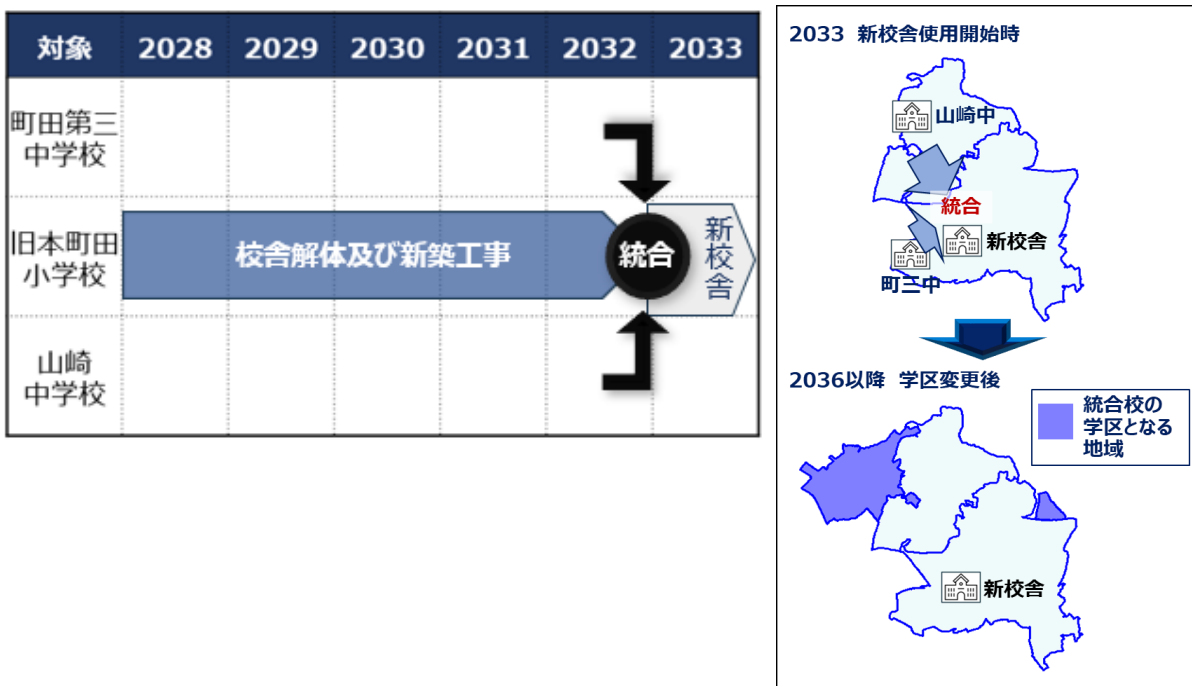 対象 2028 2029 2030 2031 2032 2033
町田第三
中学校
旧本町田
小学校
校舎解体及び新築工事
統合
新校舎
山崎
中学校
2033 新校舎使用開始時
山崎中
統合
新校舎
町三中
2036以降 学区変更後
統合校の
学区となる
地域
新校舎